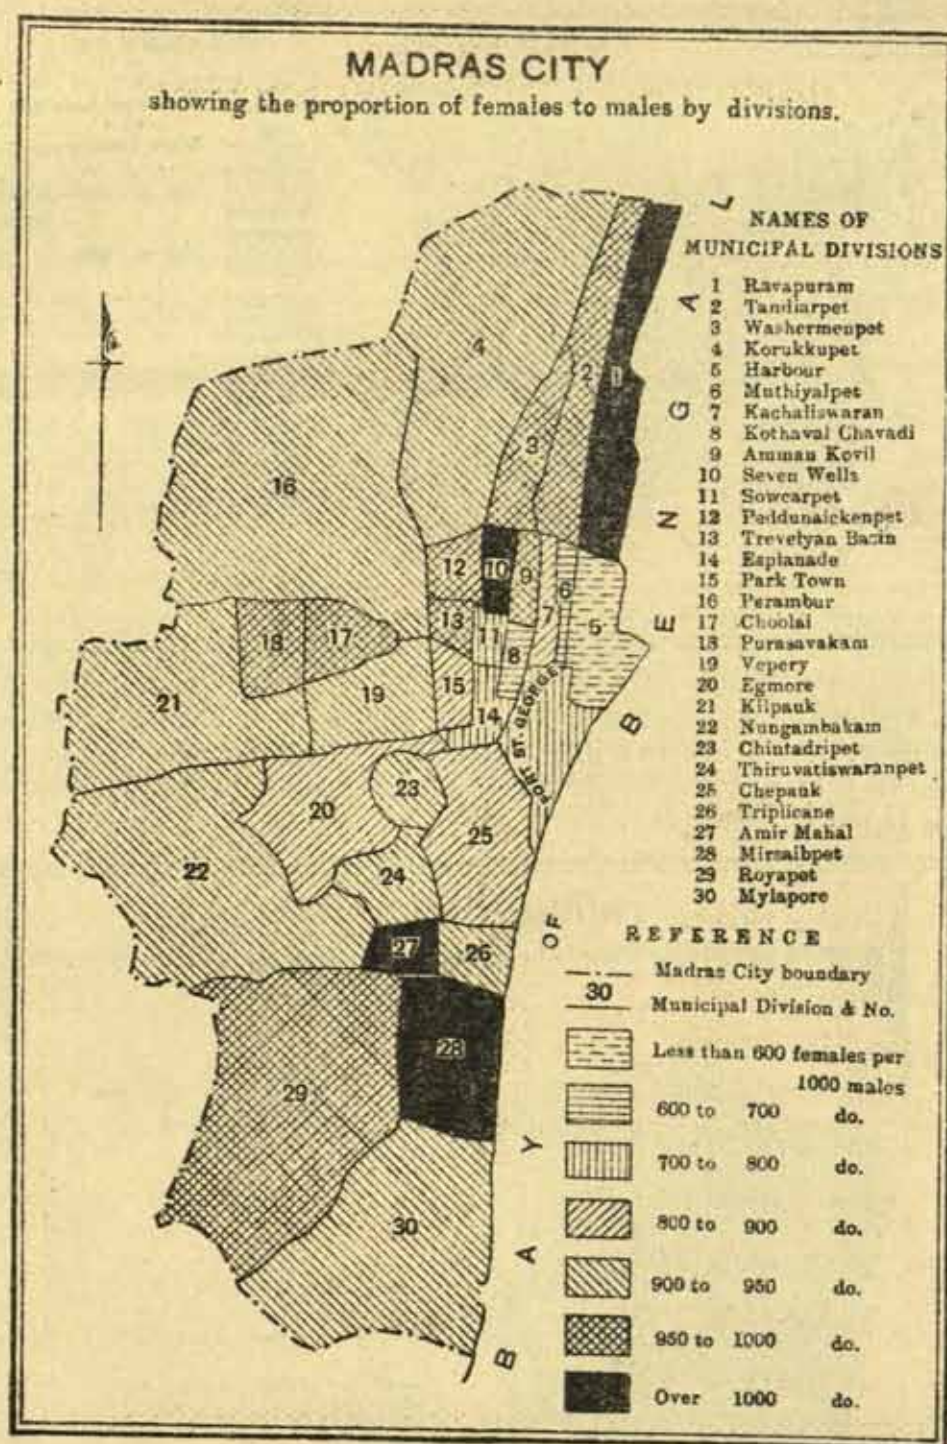 MADRAS CITY
showing the proportion of females to males by divisions.
BAY OF BENGAL
NAMES OF
MUNICIPAL DIVISIONS
1 Rayapuram
2 Tandiarpet
3 Washermenpet
4 Korukkupet
5 Harbour
6 Muthiyalpet
7 Kachaliswaran
8 Kothaval Chavadi
9 Amman Kovil
10 Seven Wells
11 Sowcarpet
12 Peddunaickenpet
13 Trevelyan Basin
14 Esplanade
15 Park Town
16 Perambur
17 Choolai
18 Purasavakam
19 Vepery
20 Egmore
21 Kilpauk
22 Nungambakam
23 Chintadripet
24 Thiruvatiswaranpet
25 Chepauk
26 Triplicane
27 Amir Mahal
28 Mirsaibpet
29 Royapet
30 Mylapore
4
2
1
3
16
12
10
9
6
7
5
13
11
8
18
17
21
19
15
14
FORT ST. GEORGE
23
20
25
22
24
27
26
28
29
30
REFERENCE
Madras City boundary
30 Municipal Division & No.
Less than 600 females per
1000 males
600 to 700 do.
700 to 800 do.
800 to 900 do.
900 to 950 do.
950 to 1000 do.
Over 1000 do.